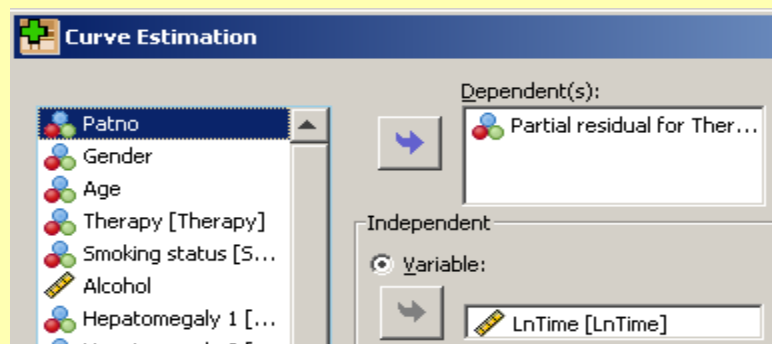 Curve Estimation
Dependent(s):
Patno
Partial residual for Ther...
Gender
Age
Therapy [Therapy]
Independent
Smoking status [S...
Variable:
Alcohol
Hepatomegaly 1 [...
LnTime [LnTime]